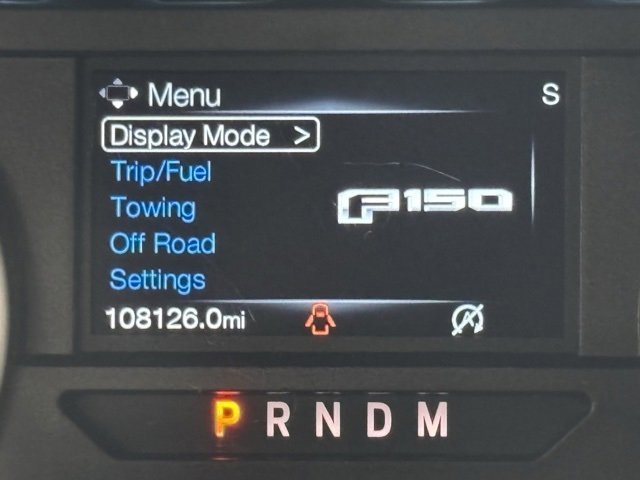 Menu
S
Display Mode >
Trip/Fuel
Towing
F150
Off Road
Settings
108126.0mi
A
P R N D M